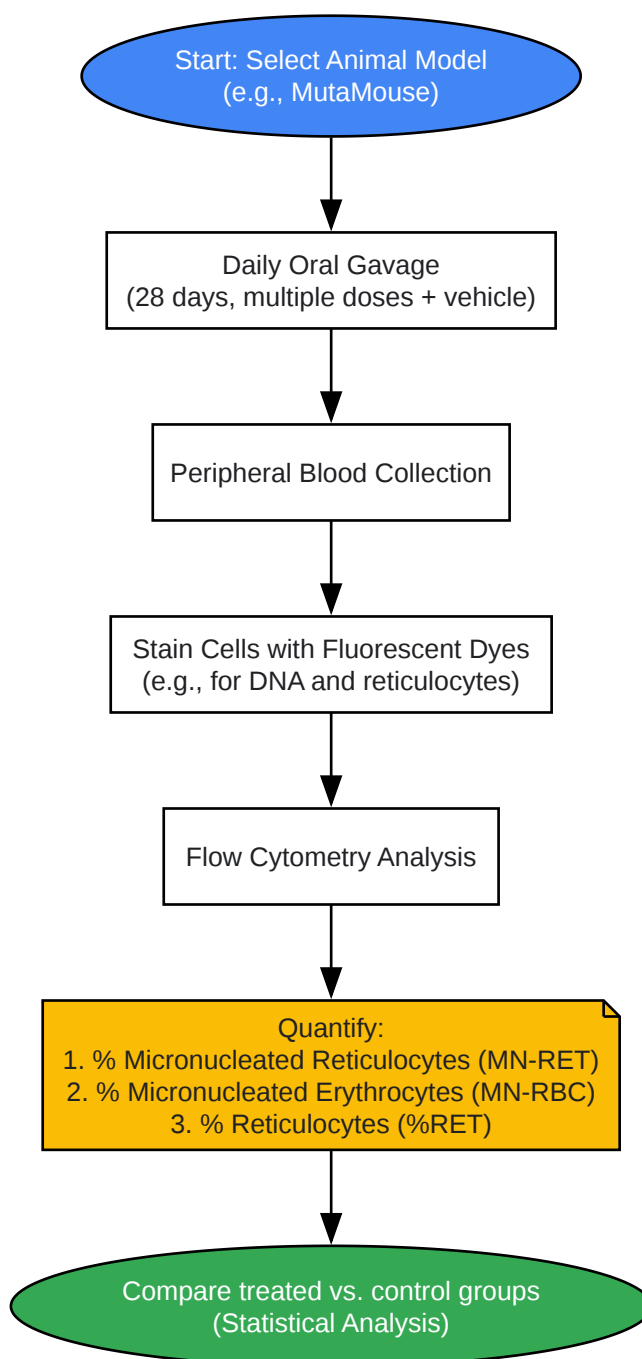 Start: Select Animal Model
(e.g., MutaMouse)
Daily Oral Gavage
(28 days, multiple doses + vehicle)
Peripheral Blood Collection
Stain Cells with Fluorescent Dyes
(e.g., for DNA and reticulocytes)
Flow Cytometry Analysis
Quantify:
1. % Micronucleated Reticulocytes (MN-RET)
2. % Micronucleated Erythrocytes (MN-RBC)
3. % Reticulocytes (%RET)
Compare treated vs. control groups
(Statistical Analysis)